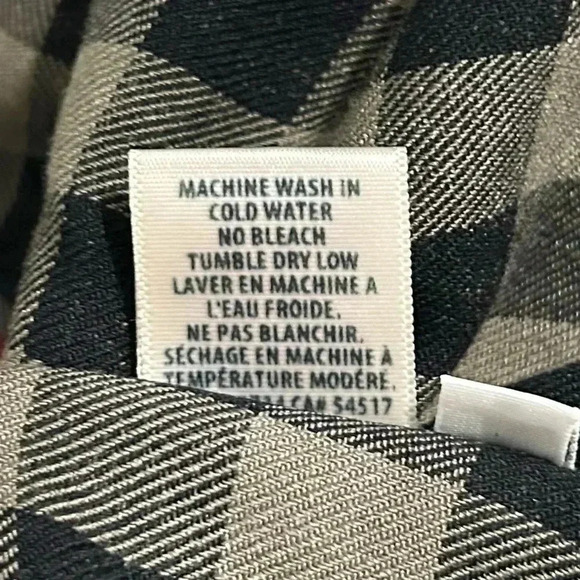 MACHINE WASH IN
COLD WATER
NO BLEACH
TUMBLE DRY LOW
LAVER EN MACHINE A
L'EAU FROIDE,
NE PAS BLANCHIR,
SÉCHAGE EN MACHINE À
TEMPÉRATURE MODÉRÉ,
CA# 54517